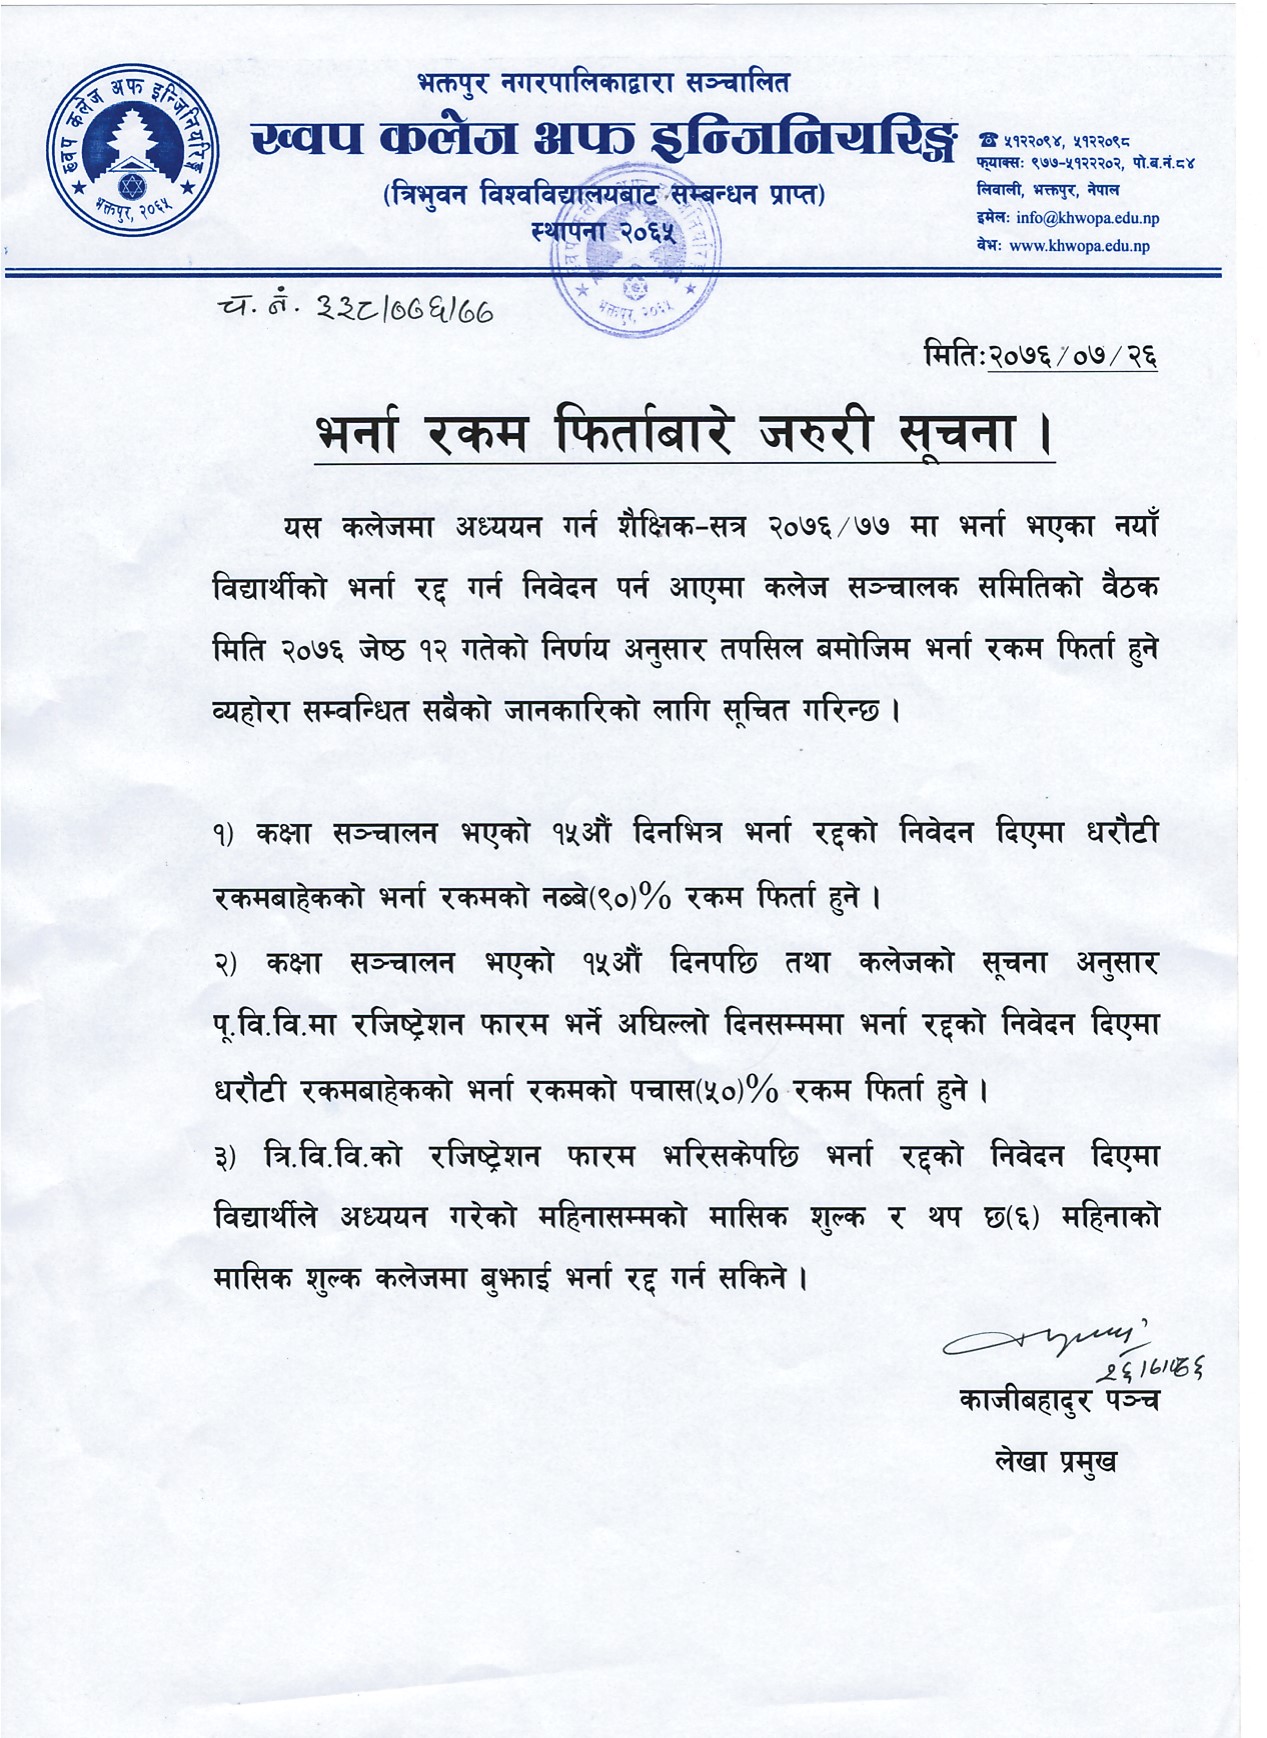 भक्तपुर नगरपालिकाद्वारा सञ्चालित
ख्वप कलेज अफ इन्जिनियरिङ्ग
(त्रिभुवन विश्वविद्यालयबाट सम्बन्धन प्राप्त)
स्थापना २०६५
ख्वप कलेज अफ इन्जिनियरिङ्ग
भक्तपुर, २०६५
☎ ५१२२०९४, ५१२२०९८
फ्याक्सः ९७७-५१२२२०२, पो.ब.नं.८४
लिवाली, भक्तपुर, नेपाल
इमेलः info@khwopa.edu.np
वेभः www.khwopa.edu.np
भक्तपुर, २०६५
च. नं. ३३८/०७६/७७
मितिः२०७६/०७/२६
भर्ना रकम फिर्ताबारे जरुरी सूचना ।
यस कलेजमा अध्ययन गर्न शैक्षिक-सत्र २०७६/७७ मा भर्ना भएका नयाँ
विद्यार्थीको भर्ना रद्द गर्न निवेदन पर्न आएमा कलेज सञ्चालक समितिको वैठक
मिति २०७६ जेष्ठ १२ गतेको निर्णय अनुसार तपसिल बमोजिम भर्ना रकम फिर्ता हुने
व्यहोरा सम्वन्धित सबैको जानकारिको लागि सूचित गरिन्छ ।
१) कक्षा सञ्चालन भएको १५औं दिनभित्र भर्ना रद्दको निवेदन दिएमा धरौटी
रकमबाहेकको भर्ना रकमको नब्बे(९०)% रकम फिर्ता हुने ।
२) कक्षा सञ्चालन भएको १५औं दिनपछि तथा कलेजको सूचना अनुसार
पू.वि.वि.मा रजिष्ट्रेशन फारम भर्ने अघिल्लो दिनसम्ममा भर्ना रद्दको निवेदन दिएमा
धरौटी रकमबाहेकको भर्ना रकमको पचास(५०)% रकम फिर्ता हुने ।
३) त्रि.वि.वि.को रजिष्ट्रेशन फारम भरिसकेपछि भर्ना रद्दको निवेदन दिएमा
विद्यार्थीले अध्ययन गरेको महिनासम्मको मासिक शुल्क र थप छ(६) महिनाको
मासिक शुल्क कलेजमा बुझाई भर्ना रद्द गर्न सकिने ।
काजीबहादुर पञ्च
लेखा प्रमुख